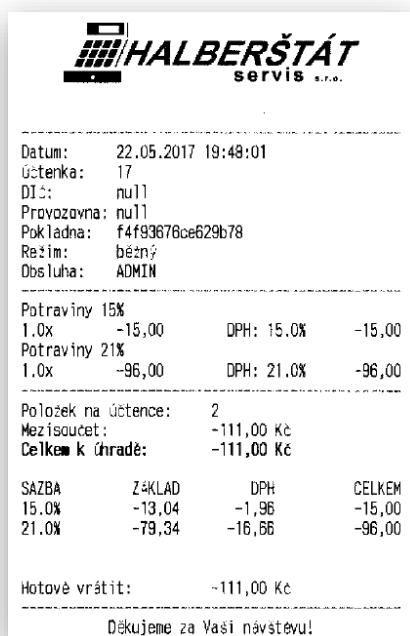 HALBERŠTÁT
servis s.r.o.
Datum: 22.05.2017 19:48:01
účtenka: 17
DIČ: null
Provozovna: null
Pokladna: f4f93676ce629b78
Režim: běžný
Obsluha: ADMIN
Potraviny 15%
1.0x -15,00 DPH: 15.0% -15,00
Potraviny 21%
1.0x -96,00 DPH: 21.0% -96,00
Položek na účtence: 2
Mezisoučet: -111,00 Kč
Celkem k úhradě: -111,00 Kč
SAZBA ZÁKLAD DPH CELKEM
15.0% -13,04 -1,96 -15,00
21.0% -79,34 -16,66 -96,00
Hotově vrátit: -111,00 Kč
Děkujeme za Vaši návštěvu!